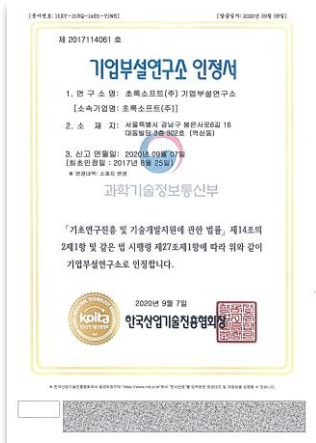 제 2017114061 호
기업부설연구소 인정서
1. 연 구 소 명: 초록소프트(주) 기업부설연구소
[소속기업명: 초록소프트(주)]
2. 소 재 지: 서울특별시 강남구 봉은사로6길 16
대동빌딩 3층 302호 (역삼동)
3. 신고 연월일: 2020년 09월 07일
(최초인정일 : 2017년 8월 25일)
※ 변경내역: 소재지 변경
과학기술정보통신부
「기초연구진흥 및 기술개발지원에 관한 법률」 제14조의
2제1항 및 같은 법 시행령 제27조제1항에 따라 위와 같이
기업부설연구소로 인정합니다.
2020년 9월 7일
koita
한국산업기술진흥협회장